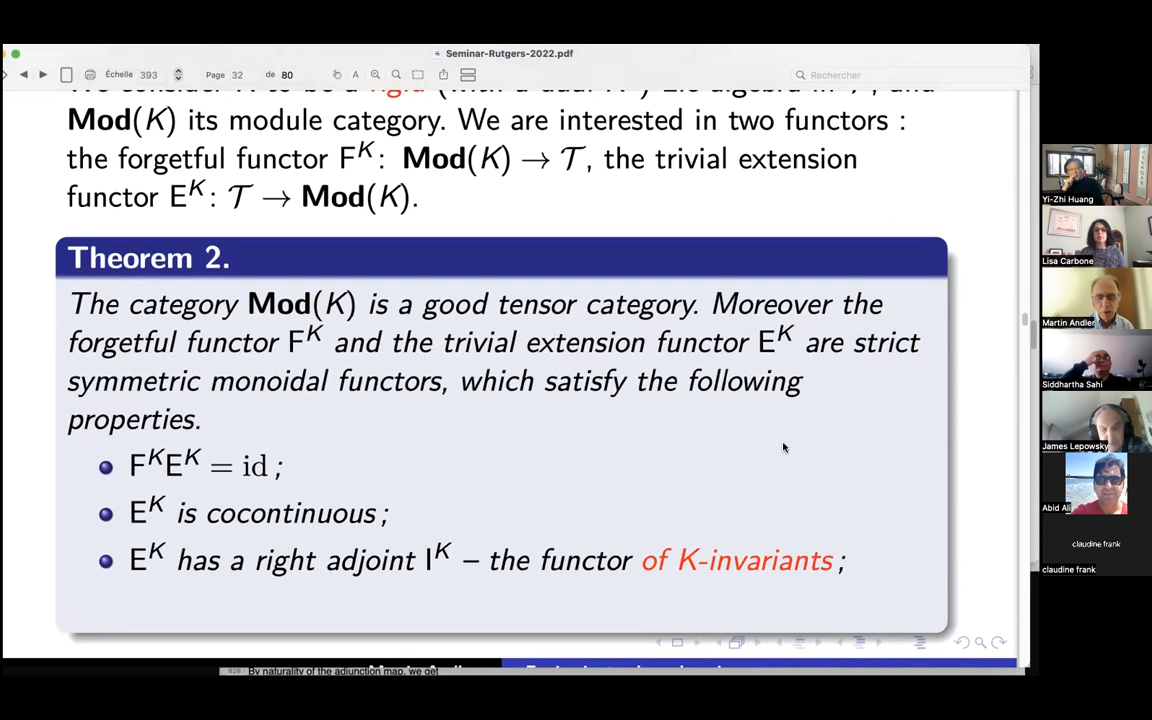 Seminar-Rutgers-2022.pdf
Échelle 393 Page 32 de 80 Rechercher
Mod(K) its module category. We are interested in two functors :
the forgetful functor F^K: Mod(K) → 𝒯, the trivial extension
functor E^K: 𝒯 → Mod(K).
Theorem 2.
The category Mod(K) is a good tensor category. Moreover the
forgetful functor F^K and the trivial extension functor E^K are strict
symmetric monoidal functors, which satisfy the following
properties.
F^K E^K = id ;
E^K is cocontinuous ;
E^K has a right adjoint I^K – the functor of K-invariants ;
By naturality of the adjunction map, we get
Yi-Zhi Huang
Lisa Carbone
Martin Andler
Siddhartha Sahi
James Lepowsky
Abid Ali
claudine frank
claudine frank